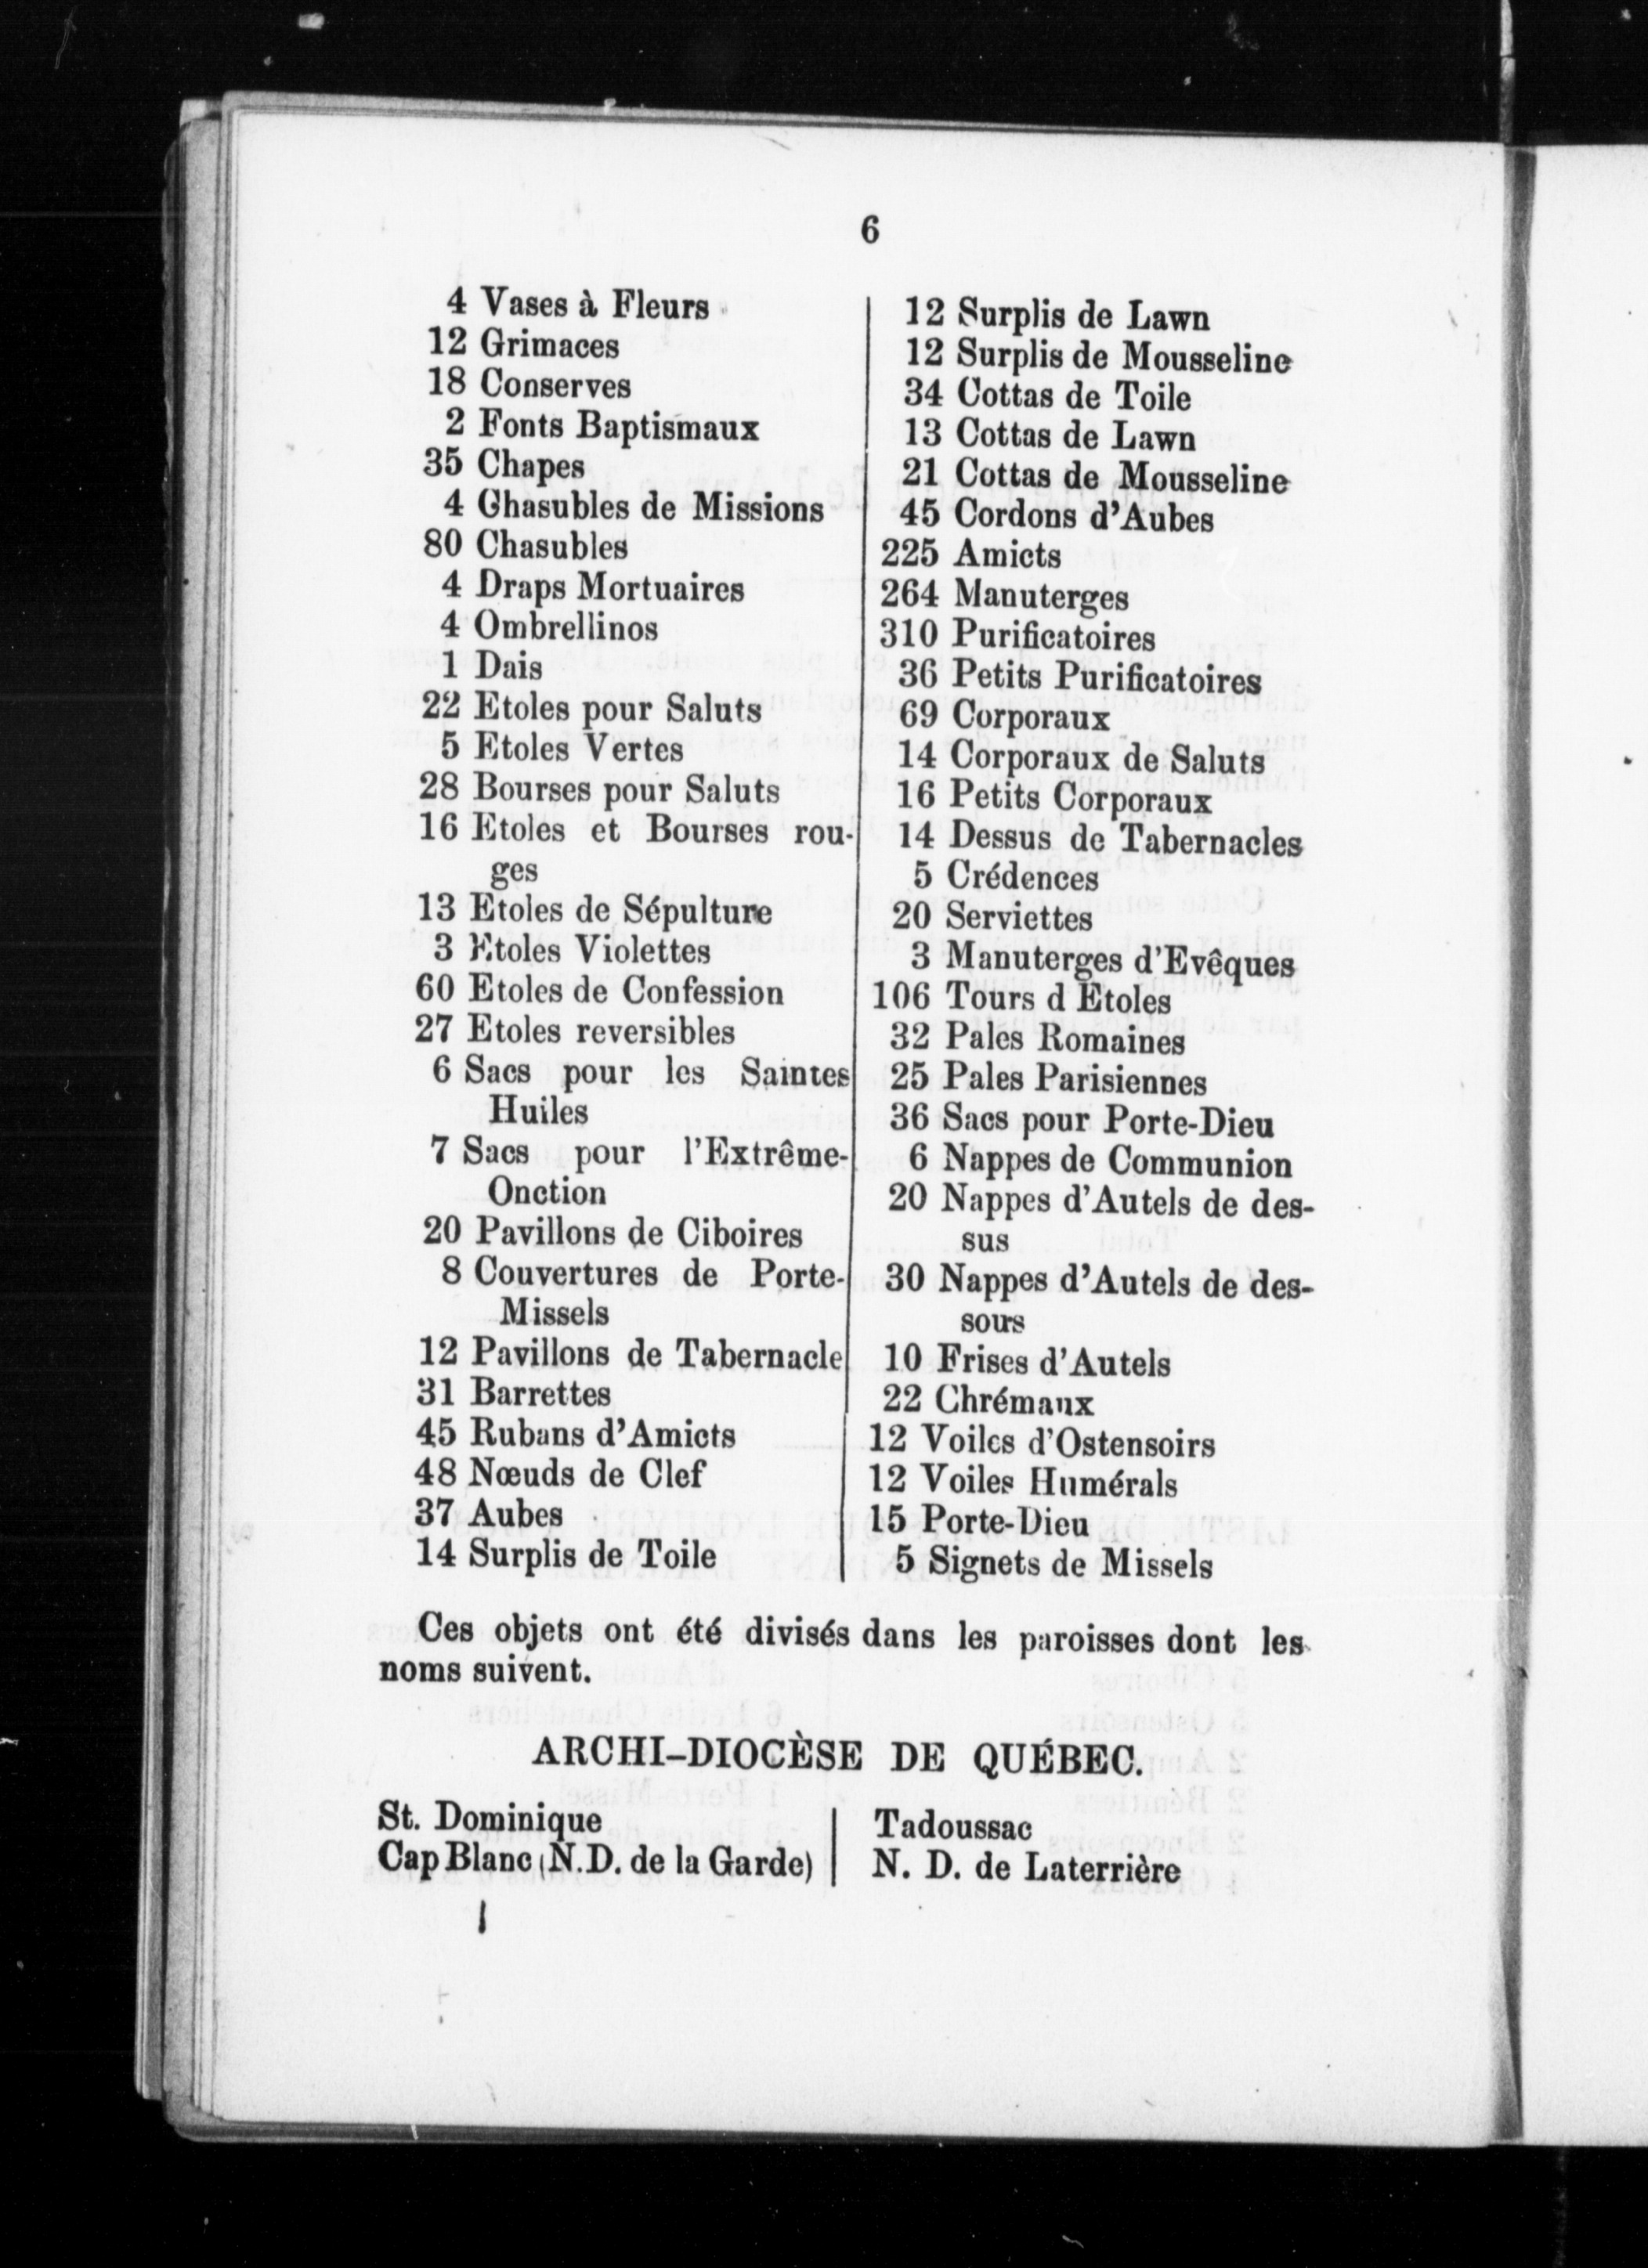 6
4 Vases à Fleurs
12 Grimaces
18 Conserves
2 Fonts Baptismaux
35 Chapes
4 Chasubles de Missions
80 Chasubles
4 Draps Mortuaires
4 Ombrellinos
1 Dais
22 Etoles pour Saluts
5 Etoles Vertes
28 Bourses pour Saluts
16 Etoles et Bourses rou-
ges
13 Etoles de Sépulture
3 Etoles Violettes
60 Etoles de Confession
27 Etoles reversibles
6 Sacs pour les Saintes
Huiles
7 Sacs pour l'Extrême-
Onction
20 Pavillons de Ciboires
8 Couvertures de Porte-
Missels
12 Pavillons de Tabernacle
31 Barrettes
45 Rubans d'Amicts
48 Nœuds de Clef
37 Aubes
14 Surplis de Toile
12 Surplis de Lawn
12 Surplis de Mousseline
34 Cottas de Toile
13 Cottas de Lawn
21 Cottas de Mousseline
45 Cordons d'Aubes
225 Amicts
264 Manuterges
310 Purificatoires
36 Petits Purificatoires
69 Corporaux
14 Corporaux de Saluts
16 Petits Corporaux
14 Dessus de Tabernacles
5 Crédences
20 Serviettes
3 Manuterges d'Evêques
106 Tours d Etoles
32 Pales Romaines
25 Pales Parisiennes
36 Sacs pour Porte-Dieu
6 Nappes de Communion
20 Nappes d'Autels de des-
sus
30 Nappes d'Autels de des-
sous
10 Frises d'Autels
22 Chrémaux
12 Voiles d'Ostensoirs
12 Voiles Humérals
15 Porte-Dieu
5 Signets de Missels
Ces objets ont été divisés dans les paroisses dont les
noms suivent.
ARCHI-DIOCÈSE DE QUÉBEC.
St. Dominique
Cap Blanc (N.D. de la Garde)
Tadoussac
N. D. de Laterrière